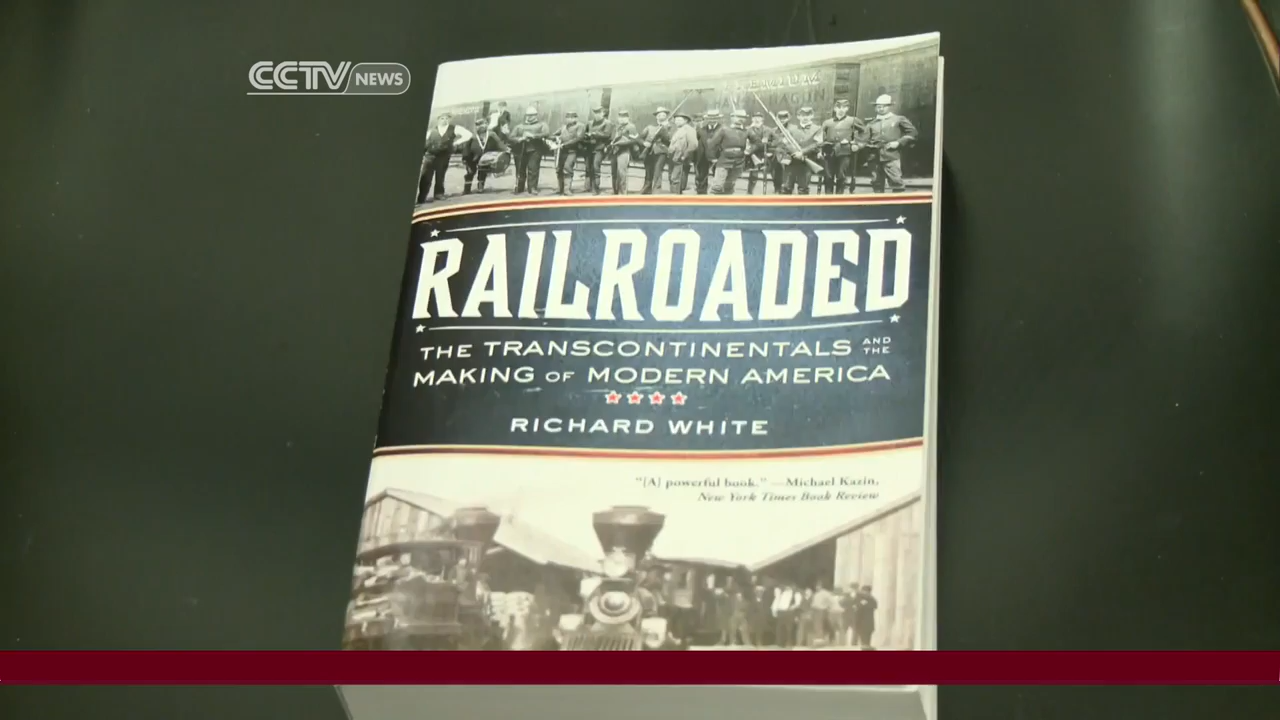 CCTV NEWS
RAILROADED
THE TRANSCONTINENTALS AND THE
MAKING OF MODERN AMERICA
RICHARD WHITE
"[A] powerful book." —Michael Kazin,
New York Times Book Review